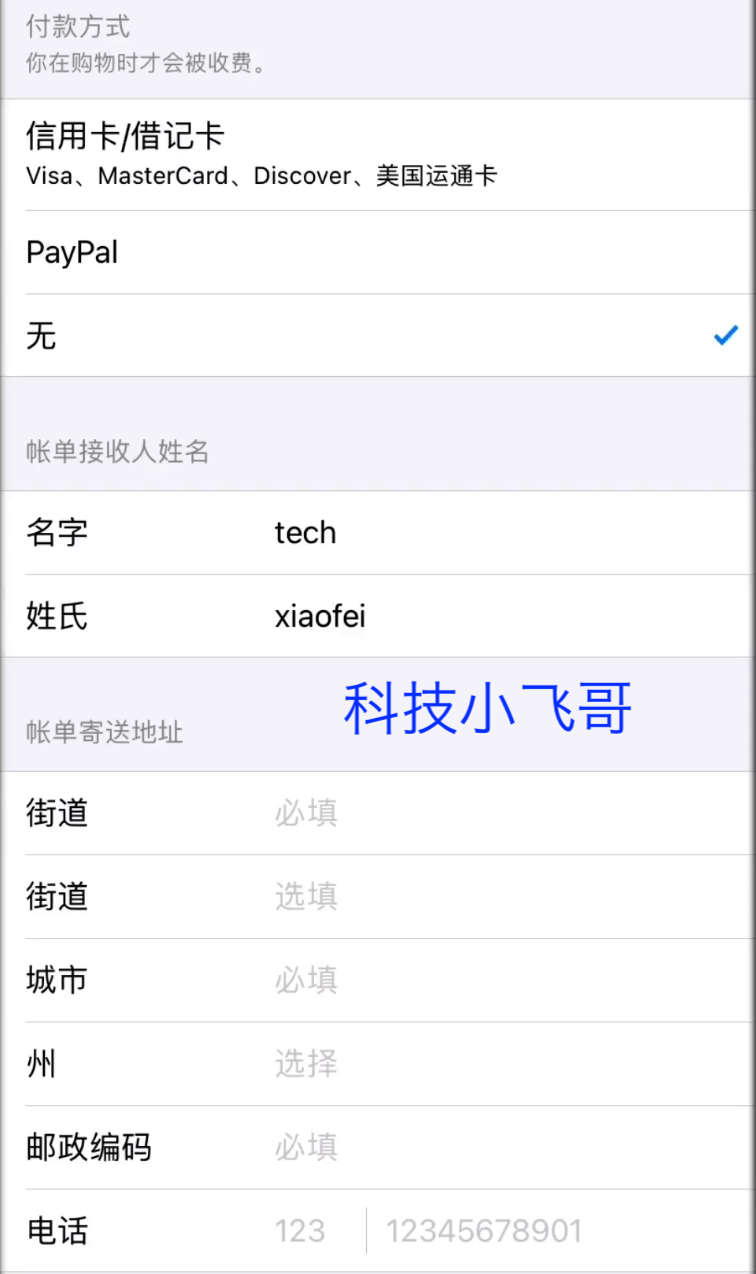 付款方式
你在购物时才会被收费。
信用卡/借记卡
Visa、MasterCard、Discover、美国运通卡
PayPal
无
帐单接收人姓名
名字 tech
姓氏 xiaofei
科技小飞哥
帐单寄送地址
街道 必填
街道 选填
城市 必填
州 选择
邮政编码 必填
电话 123 12345678901